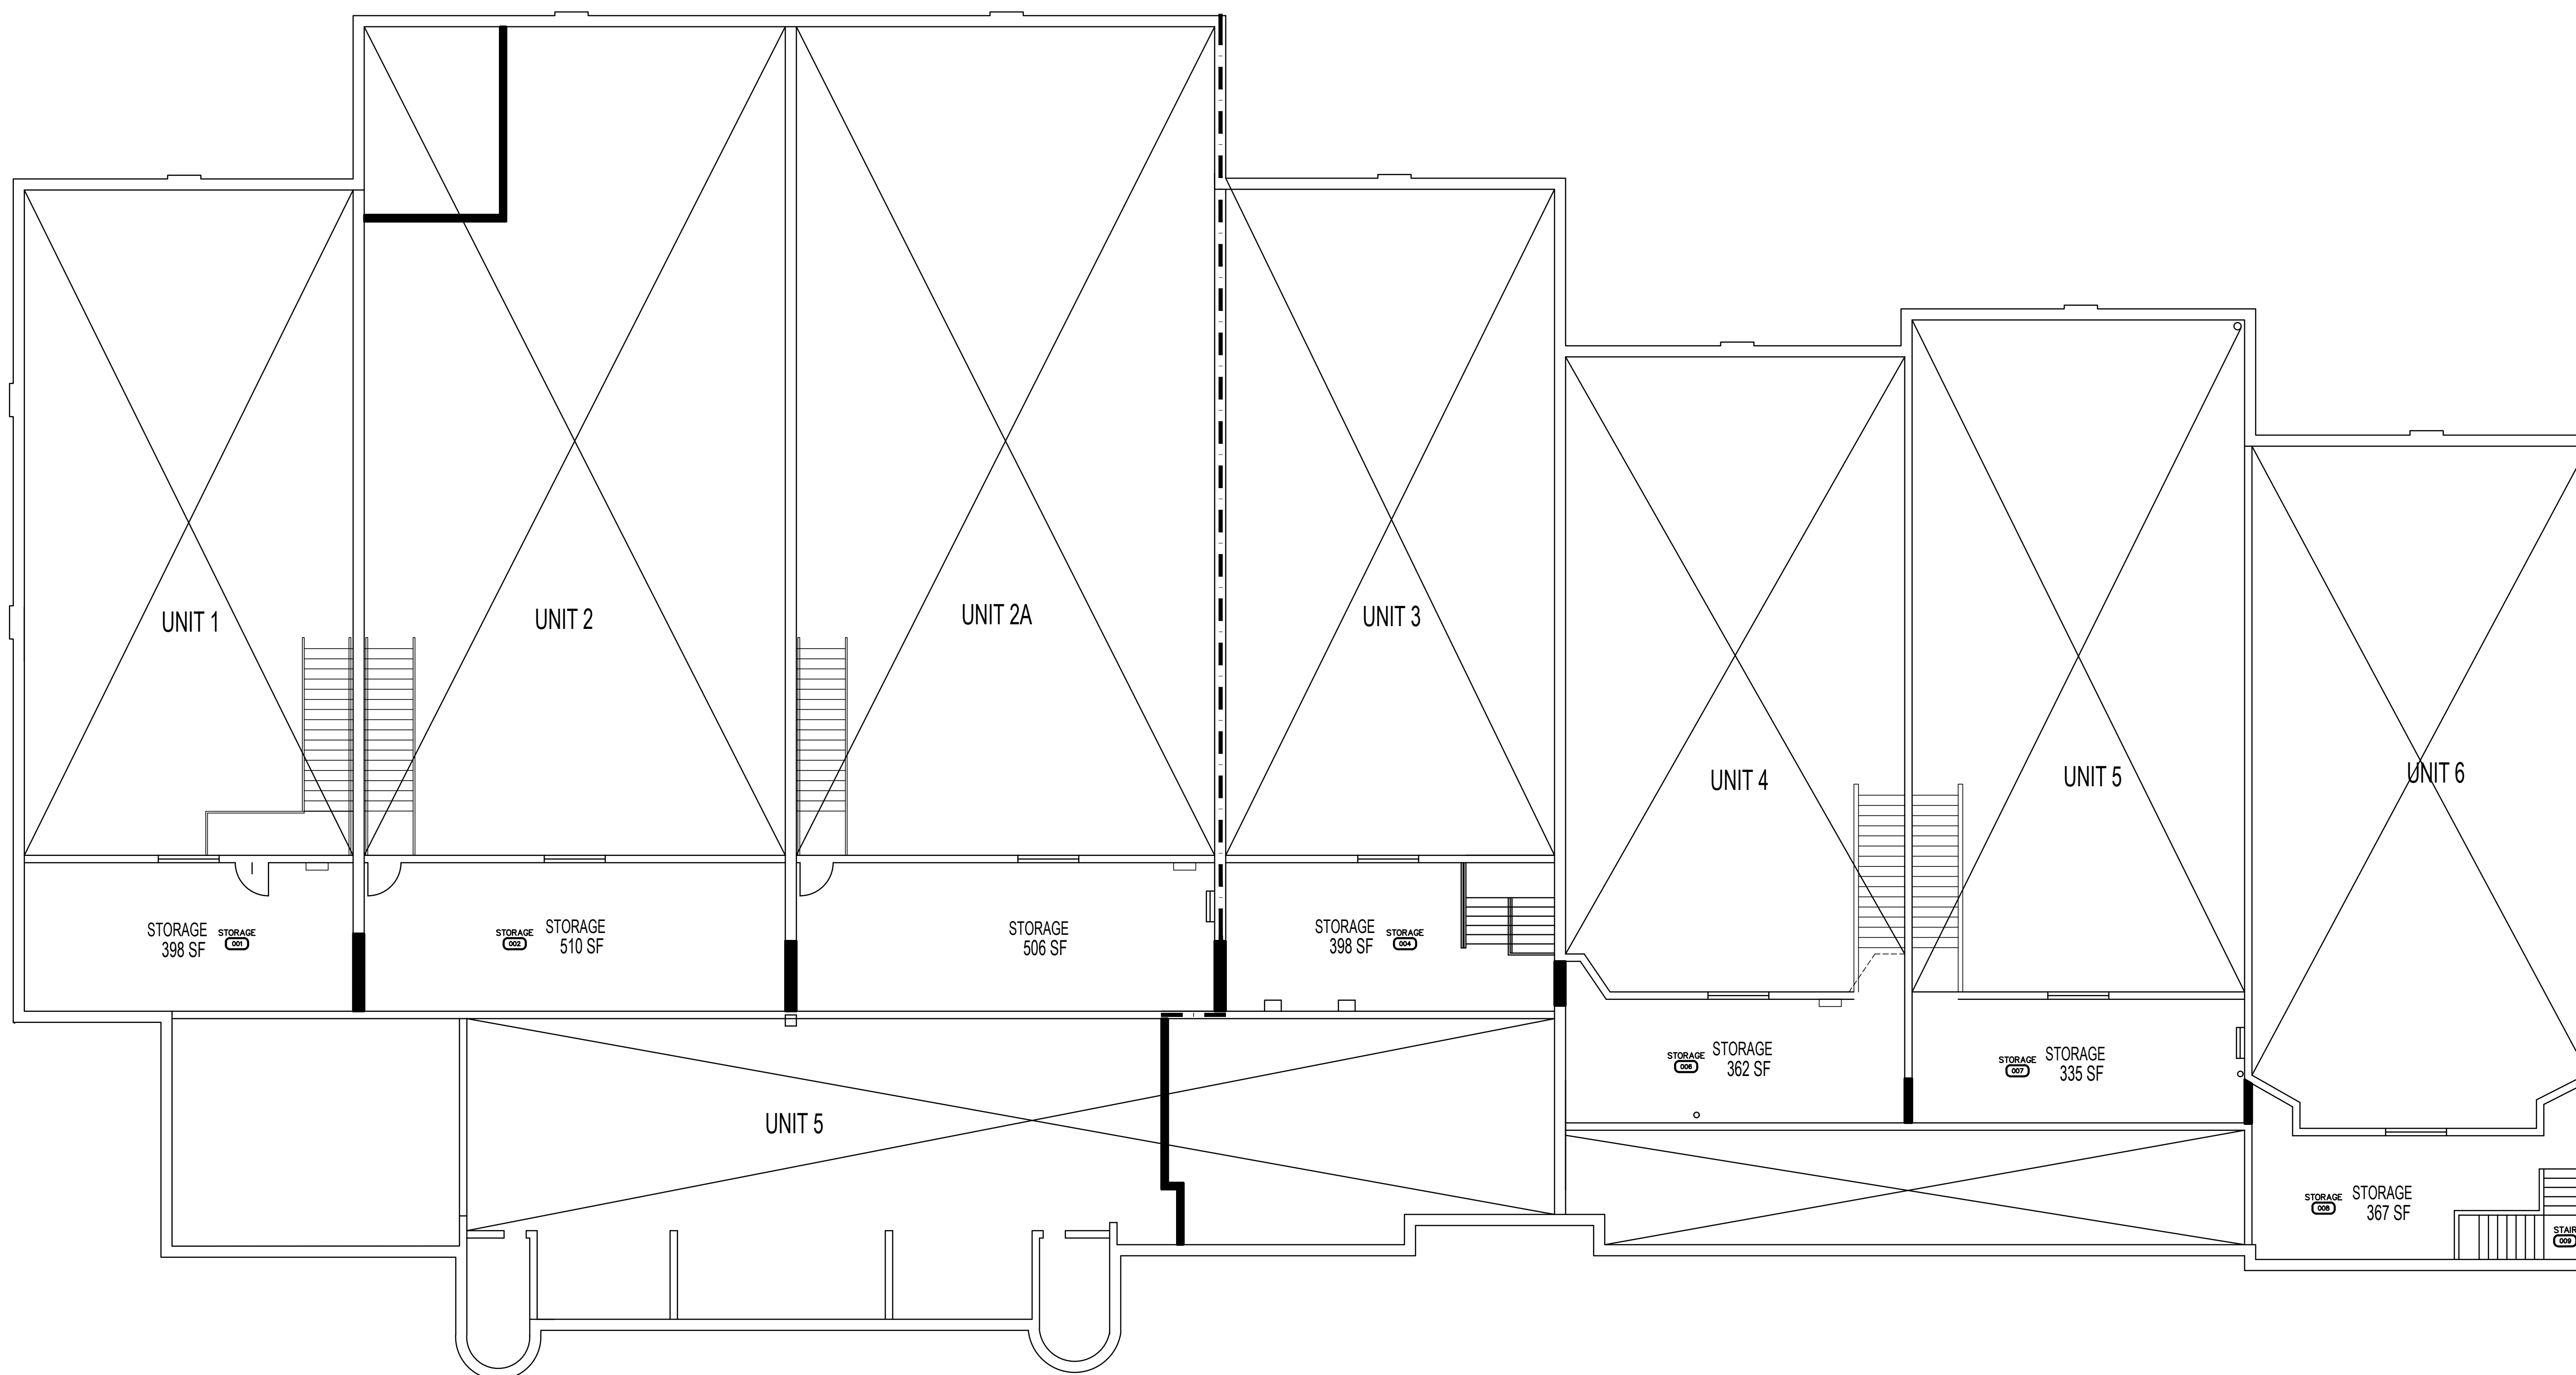 UNIT 1
UNIT 2
UNIT 2A
UNIT 3
UNIT 4
UNIT 5
UNIT 6
STORAGE
398 SF
STORAGE
001
STORAGE
002
STORAGE
510 SF
STORAGE
506 SF
STORAGE
398 SF
STORAGE
004
STORAGE
006
STORAGE
362 SF
STORAGE
007
STORAGE
335 SF
UNIT 5
STORAGE
008
STORAGE
367 SF
STAIR
009